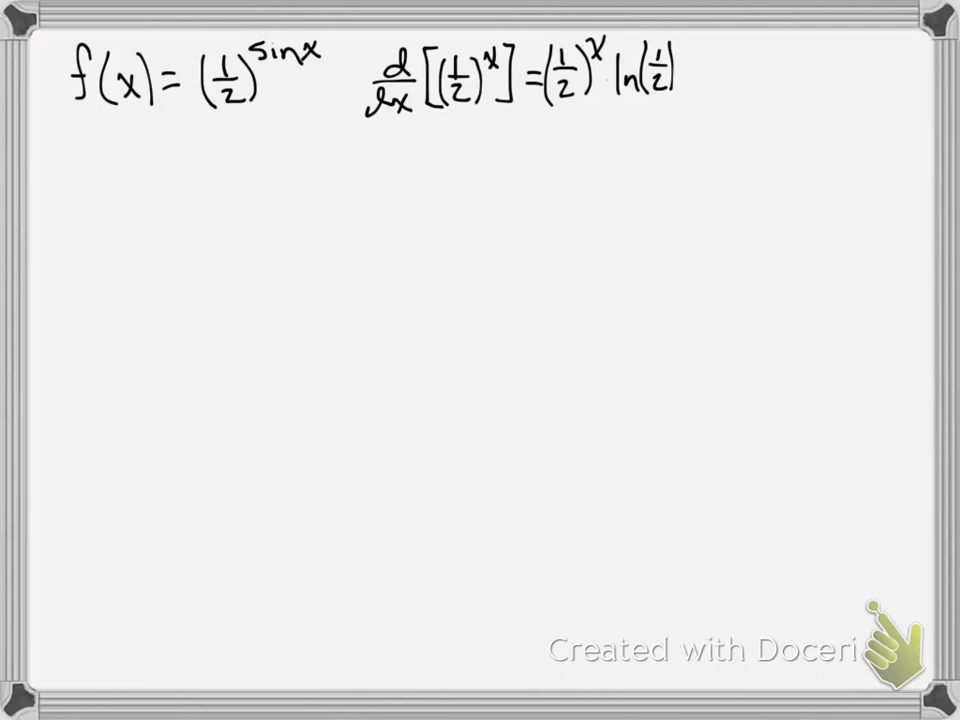 f(x) = (1/2)^sinx    d/dx [(1/2)^x] = (1/2)^x · ln(1/2)
Created with Doceri